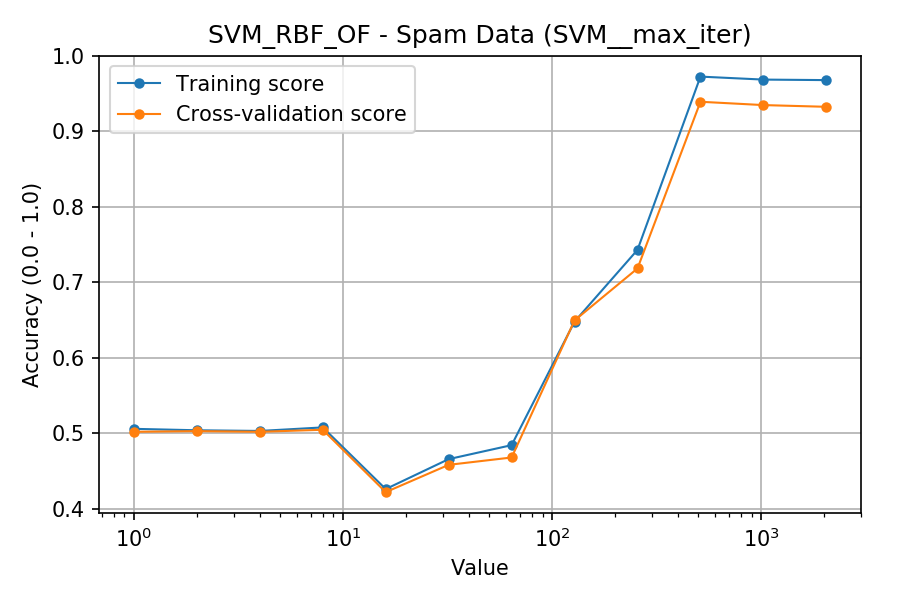 SVM_RBF_OF - Spam Data (SVM__max_iter)
Training score
Cross-validation score
Accuracy (0.0 - 1.0)
1.0
0.9
0.8
0.7
0.6
0.5
0.4
10⁰ 10¹ 10² 10³
Value